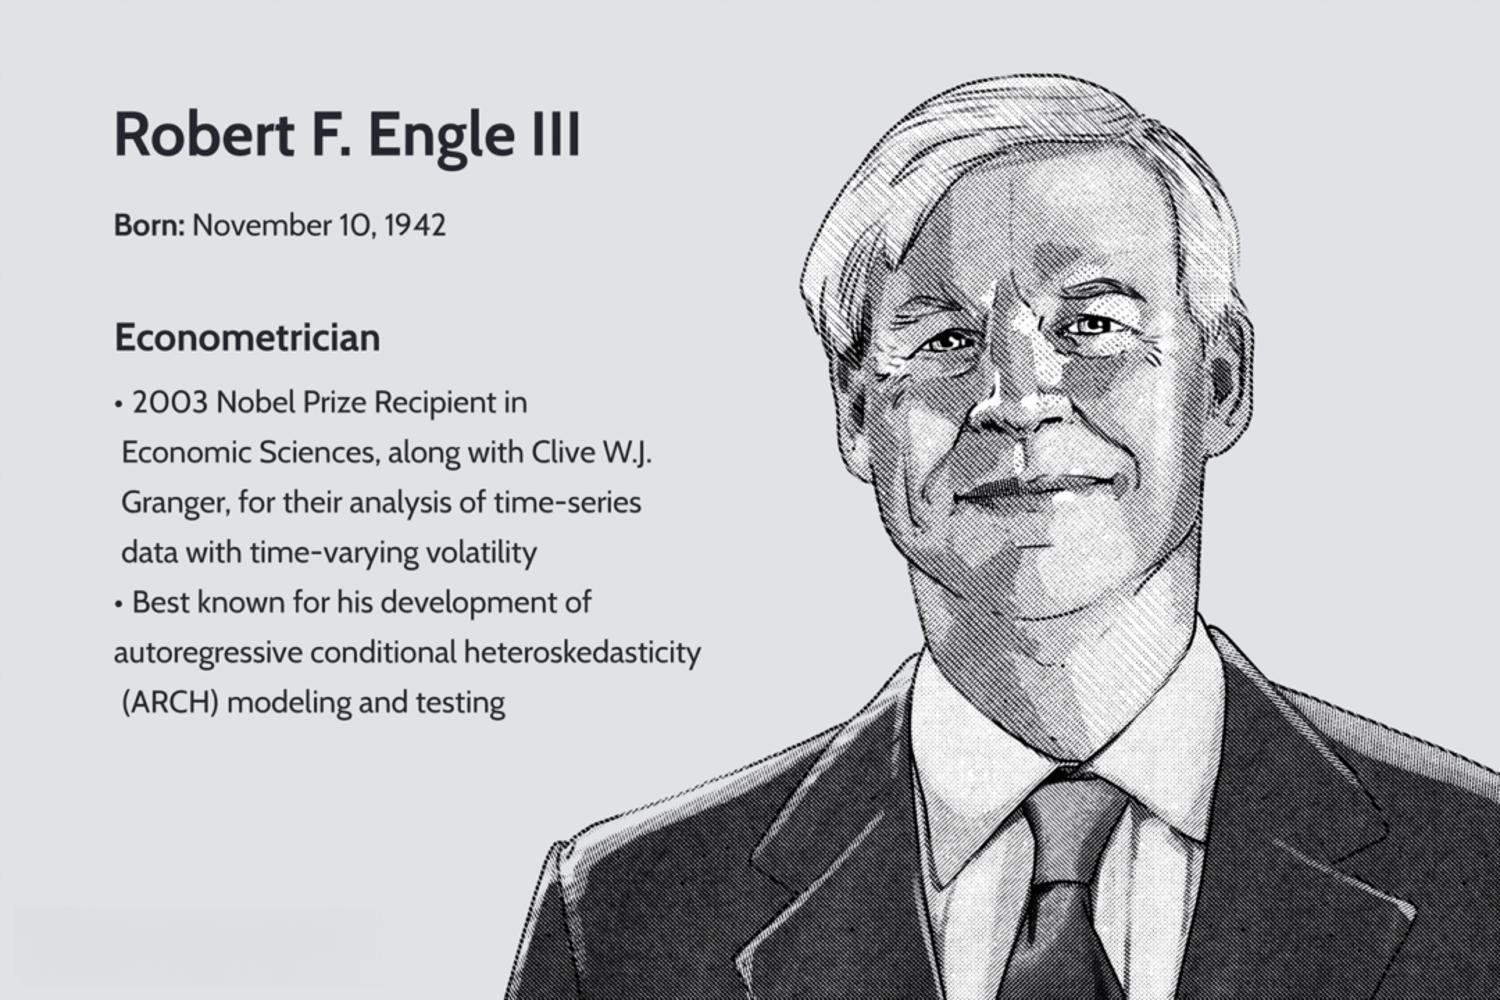 Robert F. Engle III
Born: November 10, 1942
Econometrician
• 2003 Nobel Prize Recipient in
Economic Sciences, along with Clive W.J.
Granger, for their analysis of time-series
data with time-varying volatility
• Best known for his development of
autoregressive conditional heteroskedasticity
(ARCH) modeling and testing